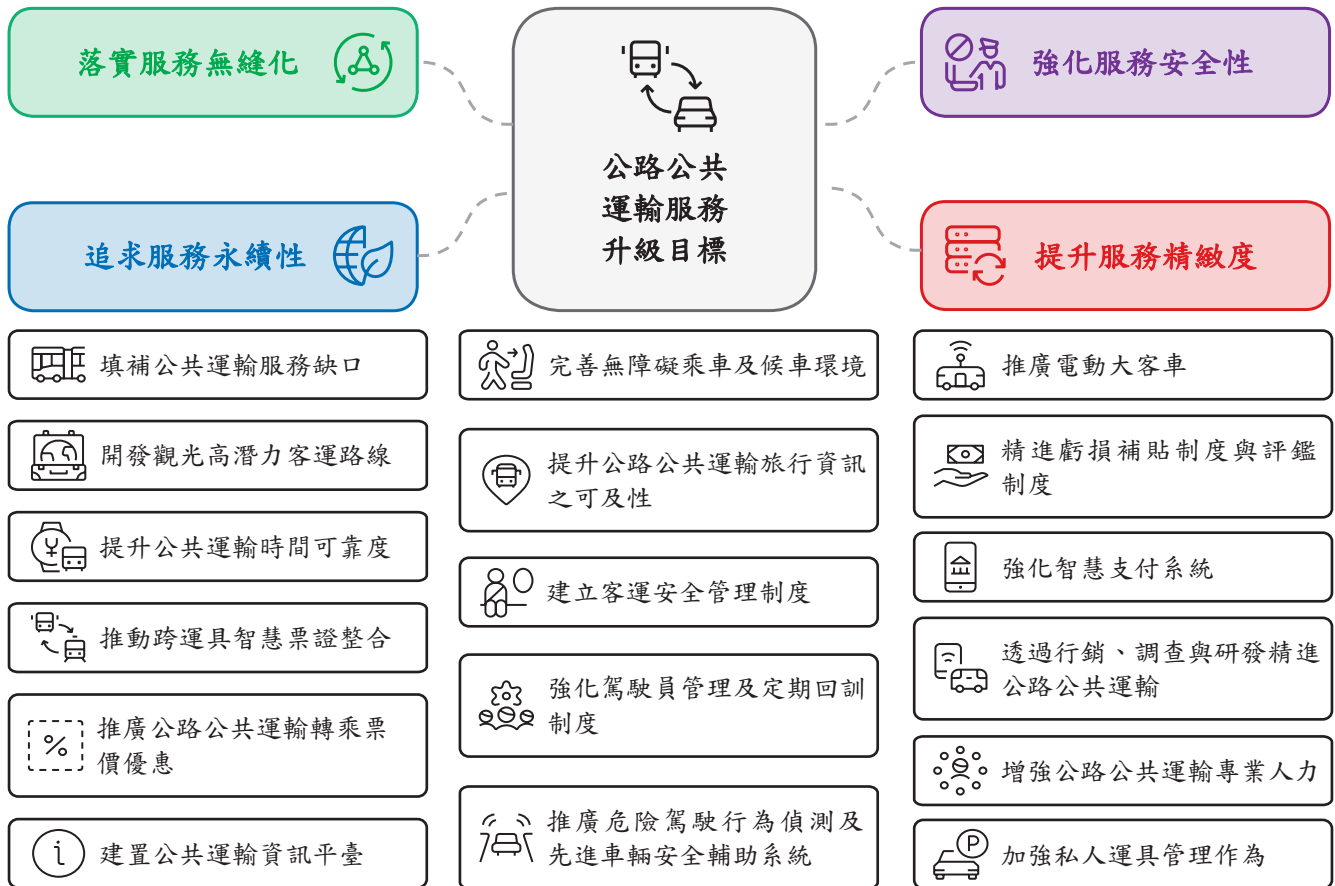 落實服務無縫化
公路公共
運輸服務
升級目標
強化服務安全性
追求服務永續性
提升服務精緻度
填補公共運輸服務缺口
開發觀光高潛力客運路線
提升公共運輸時間可靠度
推動跨運具智慧票證整合
推廣公路公共運輸轉乘票
價優惠
建置公共運輸資訊平臺
完善無障礙乘車及候車環境
提升公路公共運輸旅行資訊
之可及性
建立客運安全管理制度
強化駕駛員管理及定期回訓
制度
推廣危險駕駛行為偵測及
先進車輛安全輔助系統
推廣電動大客車
精進虧損補貼制度與評鑑
制度
強化智慧支付系統
透過行銷、調查與研發精進
公路公共運輸
增強公路公共運輸專業人力
加強私人運具管理作為